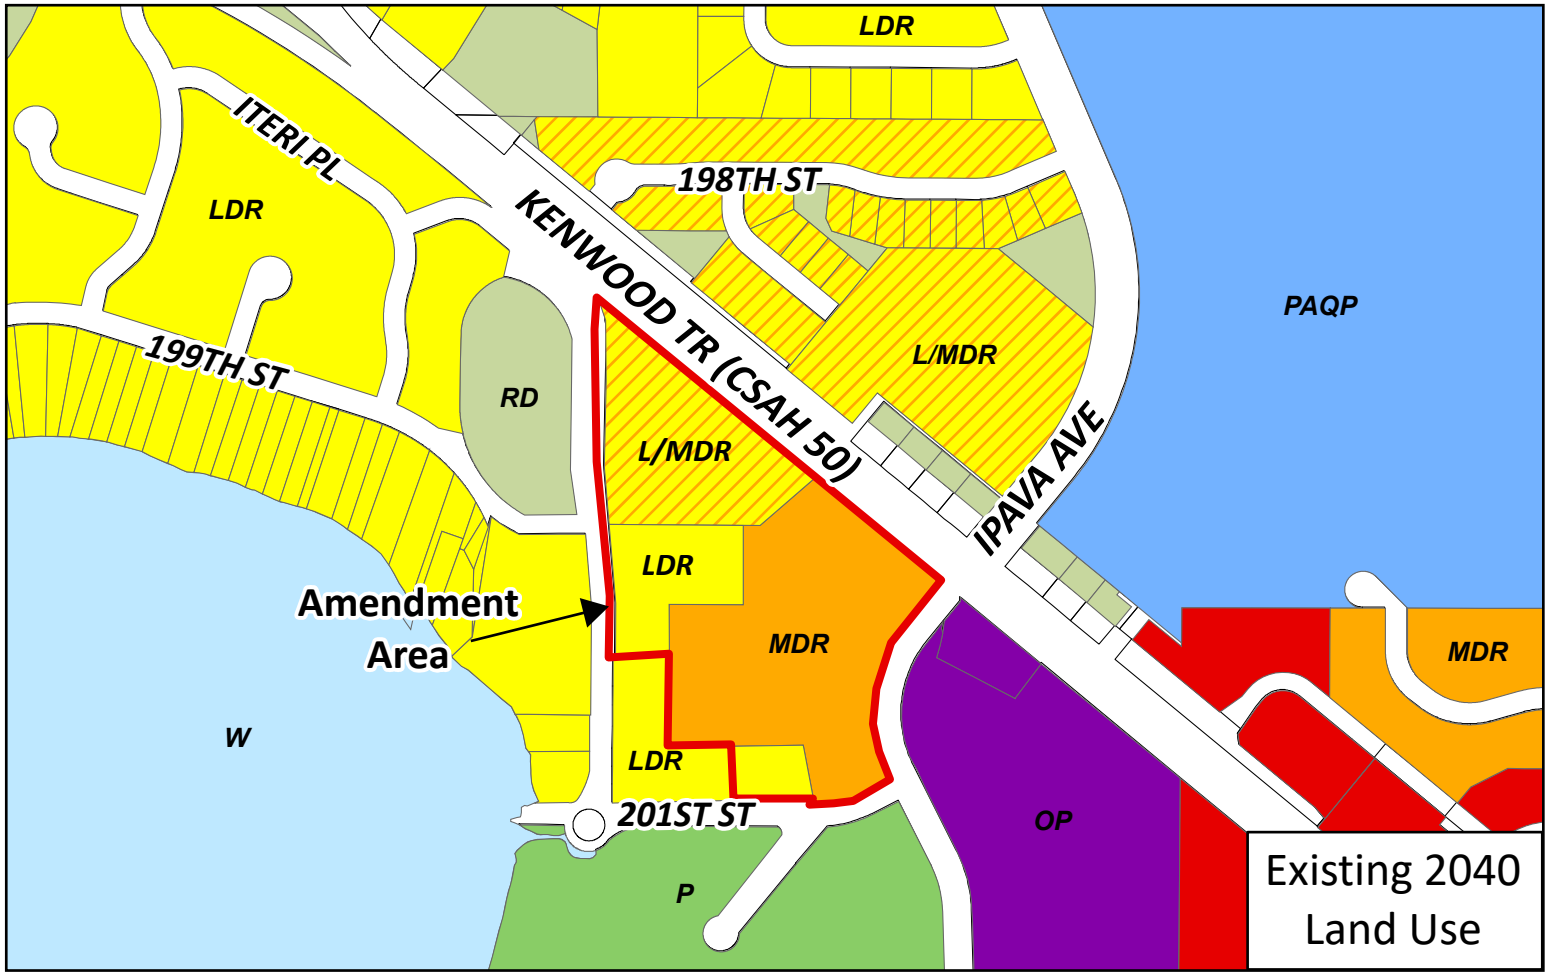 LDR
ITERI PL
198TH ST
LDR
KENWOOD TR (CSAH 50)
PAQP
199TH ST
L/MDR
RD
L/MDR
IPAVA AVE
LDR
Amendment
Area
MDR
MDR
W
LDR
201ST ST
OP
P
Existing 2040
Land Use